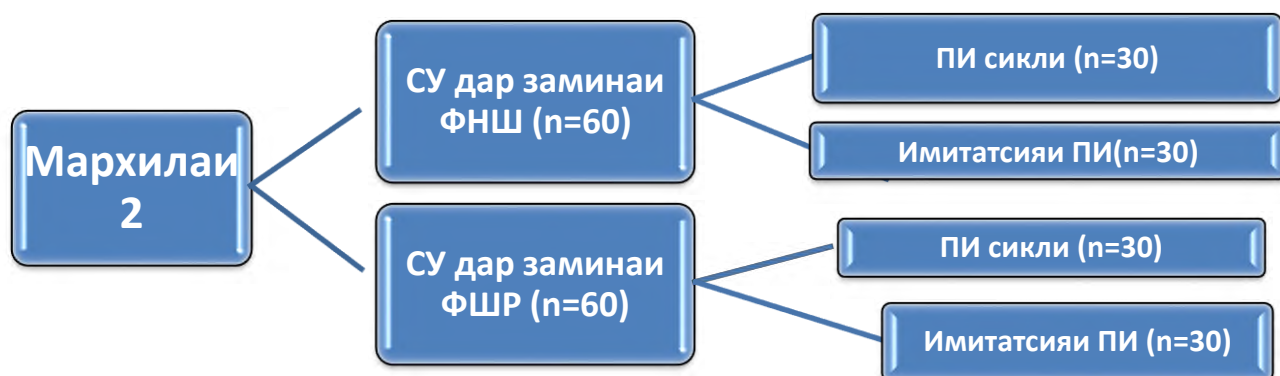 Мархилаи
2
СУ дар заминаи
ФНШ (n=60)
ПИ сикли (n=30)
Имитатсияи ПИ(n=30)
СУ дар заминаи
ФШР (n=60)
ПИ сикли (n=30)
Имитатсияи ПИ (n=30)